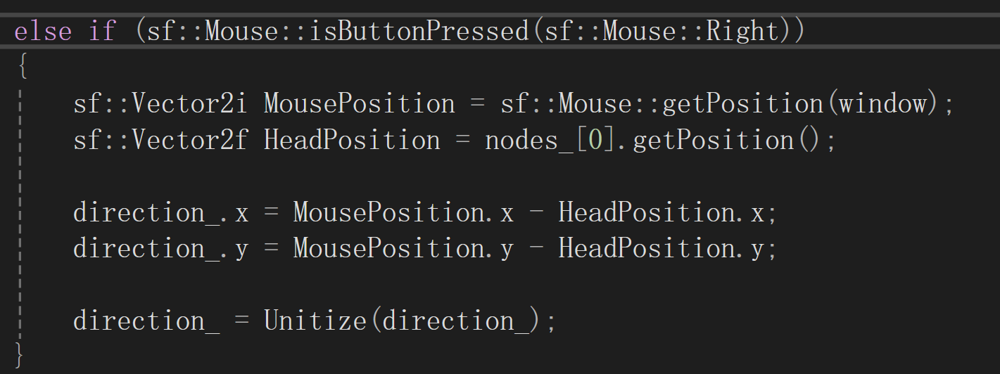 else if (sf::Mouse::isButtonPressed(sf::Mouse::Right))
{
    sf::Vector2i MousePosition = sf::Mouse::getPosition(window);
    sf::Vector2f HeadPosition = nodes_[0].getPosition();

    direction_.x = MousePosition.x - HeadPosition.x;
    direction_.y = MousePosition.y - HeadPosition.y;

    direction_ = Unitize(direction_);
}